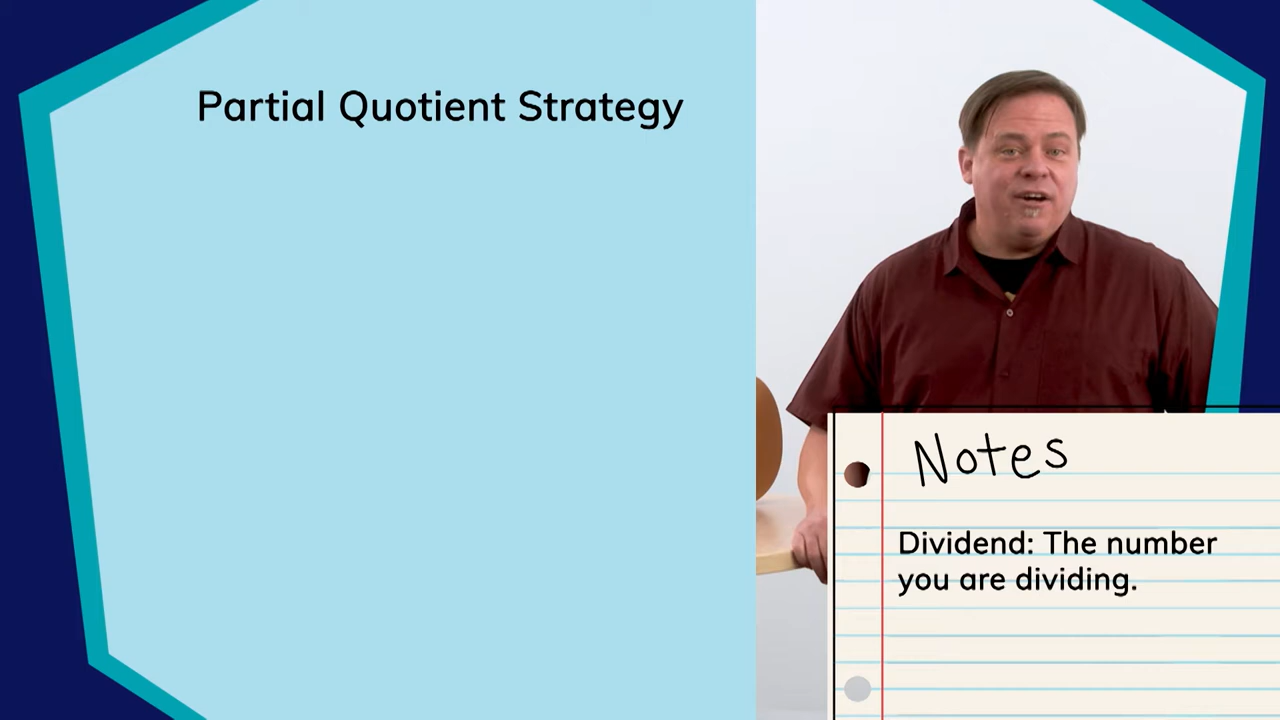 Partial Quotient Strategy
Notes
Dividend: The number
you are dividing.